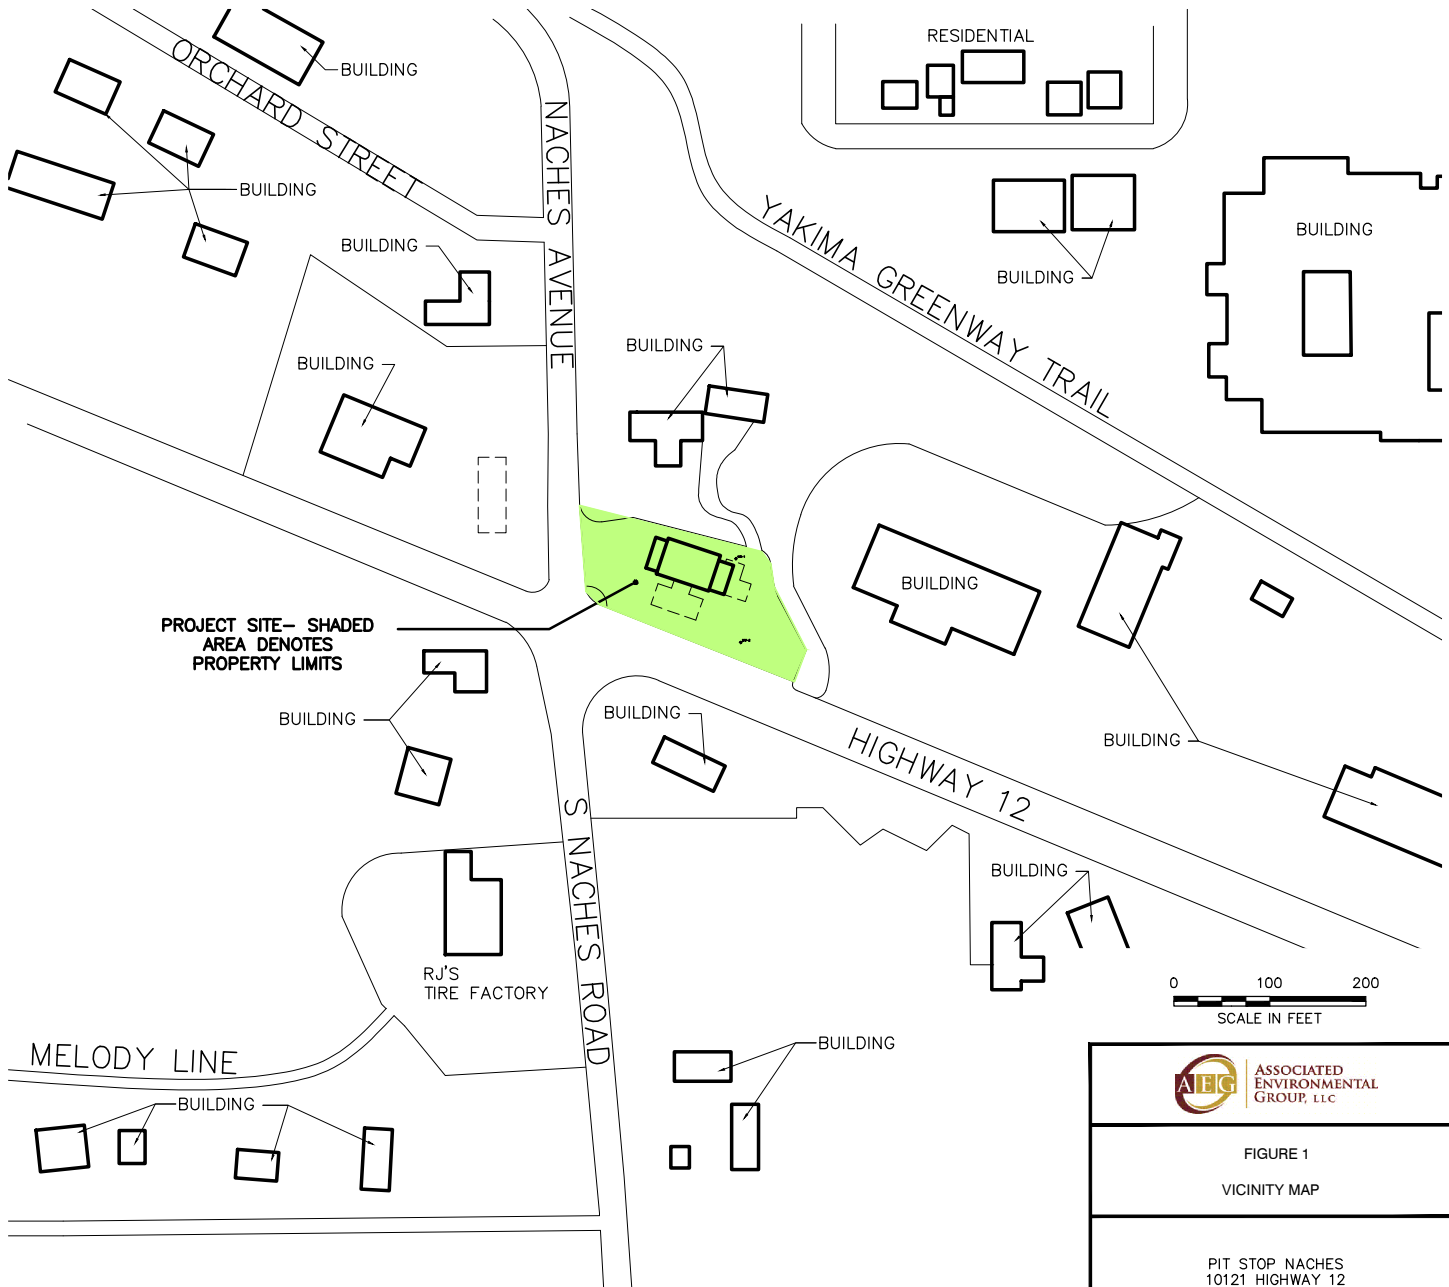 RESIDENTIAL
ORCHARD STREET
BUILDING
NACHES AVENUE
BUILDING
YAKIMA GREENWAY TRAIL
BUILDING
BUILDING
BUILDING
BUILDING
BUILDING
BUILDING
PROJECT SITE– SHADED
AREA DENOTES
PROPERTY LIMITS
BUILDING
BUILDING
BUILDING
HIGHWAY 12
BUILDING
S NACHES ROAD
BUILDING
RJ'S
TIRE FACTORY
0 100 200
SCALE IN FEET
MELODY LINE
BUILDING
BUILDING
AEG
ASSOCIATED
ENVIRONMENTAL
GROUP, LLC
FIGURE 1
VICINITY MAP
PIT STOP NACHES
10121 HIGHWAY 12